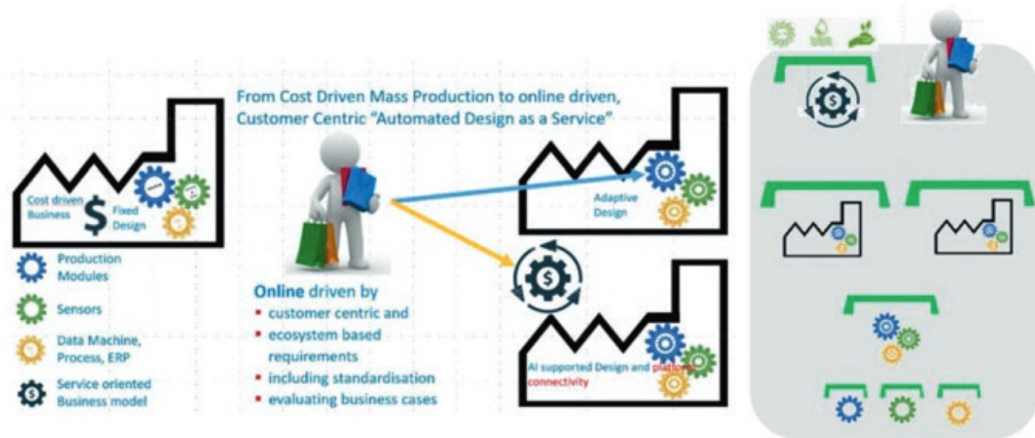 From Cost Driven Mass Production to online driven,
Customer Centric "Automated Design as a Service"
Cost driven
Business
$
Fixed
Design
Production
Modules
Sensors
Data Machine,
Process, ERP
$
Service oriented
Business model
Online driven by
customer centric and
ecosystem based
requirements
including standardisation
evaluating business cases
Adaptive
Design
$
AI supported Design and platform
connectivity
$